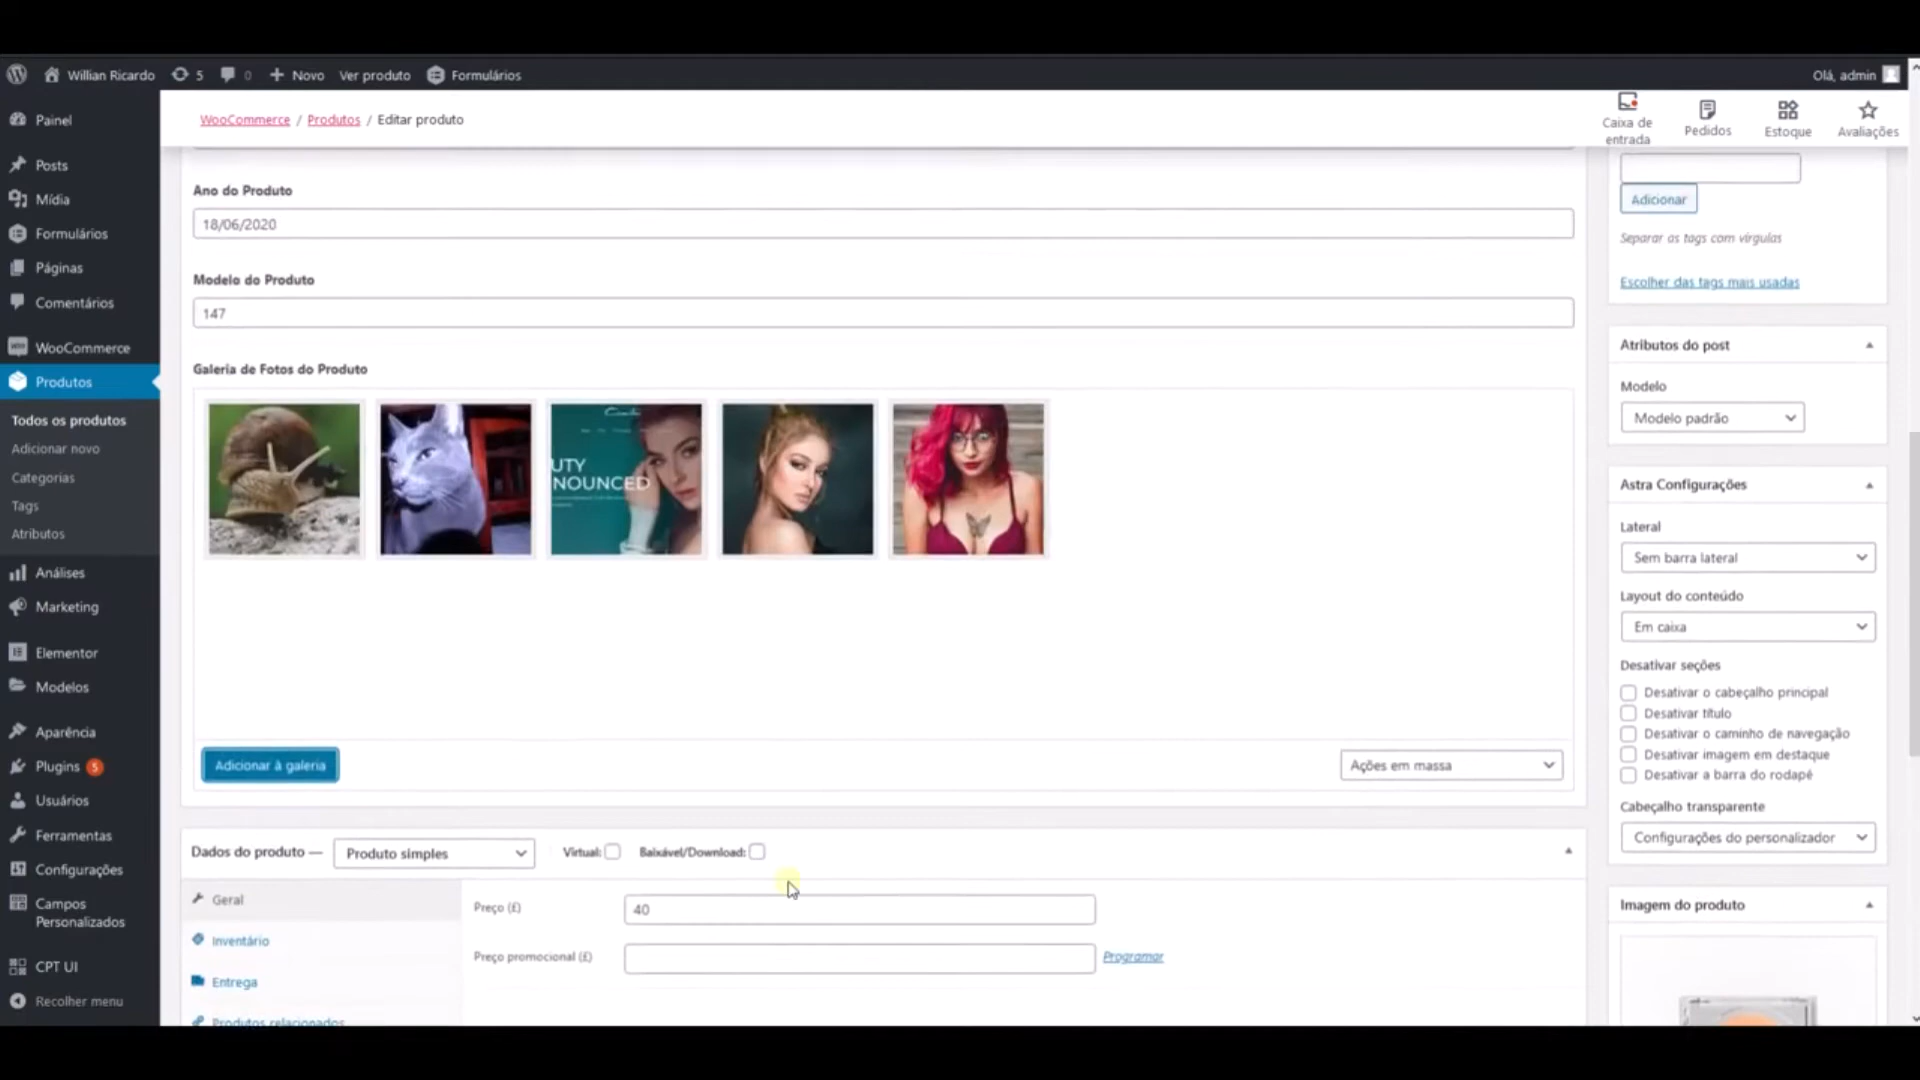 Willian Ricardo
5
0
Novo
Ver produto
Formulários
Olá, admin
Painel
Posts
Mídia
Formulários
Páginas
Comentários
WooCommerce
Produtos
Todos os produtos
Adicionar novo
Categorias
Tags
Atributos
Análises
Marketing
Elementor
Modelos
Aparência
Plugins 5
Usuários
Ferramentas
Configurações
Campos
Personalizados
CPT UI
Recolher menu
WooCommerce / Produtos / Editar produto
Caixa de
entrada
Pedidos
Estoque
Avaliações
Ano do Produto
18/06/2020
Modelo do Produto
147
Galeria de Fotos do Produto
UTY
NOUNCED
Adicionar à galeria
Ações em massa
Dados do produto —
Produto simples
Virtual:
Baixável/Download:
Geral
Inventário
Entrega
Produtos relacionados
Preço (£)
40
Preço promocional (£)
Programar
Adicionar
Separar as tags com vírgulas
Escolher das tags mais usadas
Atributos do post
Modelo
Modelo padrão
Astra Configurações
Lateral
Sem barra lateral
Layout do conteúdo
Em caixa
Desativar seções
Desativar o cabeçalho principal
Desativar título
Desativar o caminho de navegação
Desativar imagem em destaque
Desativar a barra do rodapé
Cabeçalho transparente
Configurações do personalizador
Imagem do produto